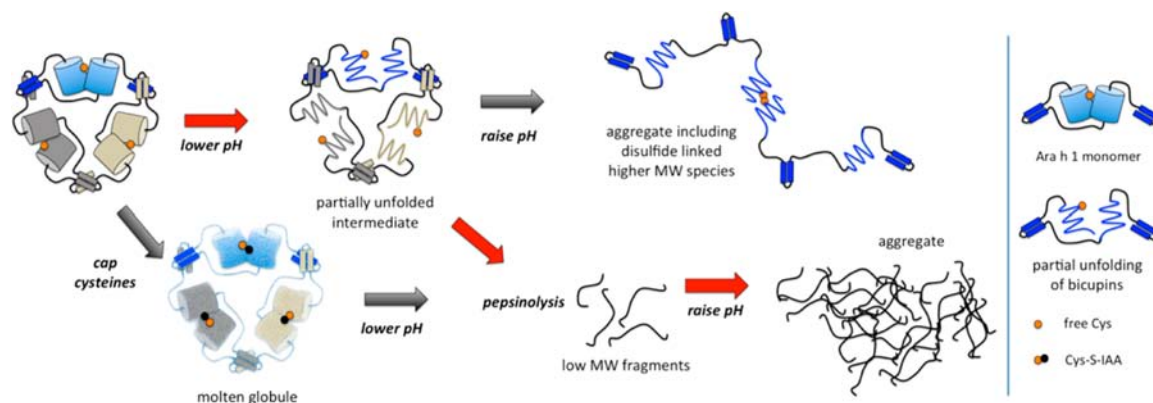 lower pH
partially unfolded
intermediate
raise pH
aggregate including
disulfide linked
higher MW species
Ara h 1 monomer
cap
cysteines
molten globule
lower pH
pepsinolysis
low MW fragments
raise pH
aggregate
partial unfolding
of bicupins
free Cys
Cys-S-IAA